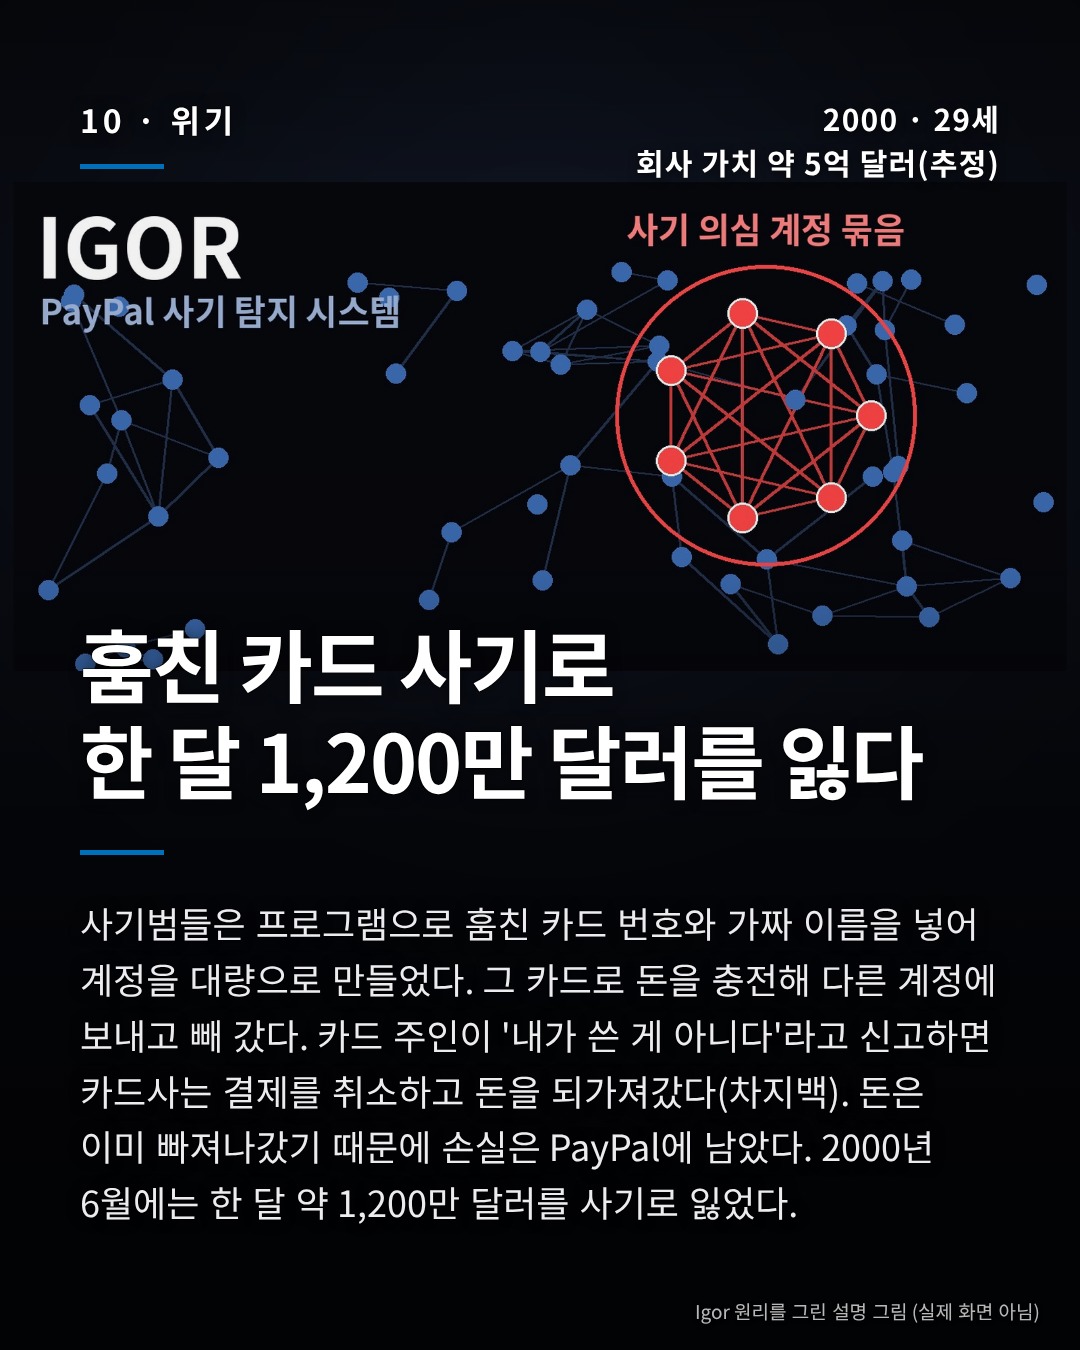 10 · 위기
2000 · 29세
회사 가치 약 5억 달러(추정)
IGOR
PayPal 사기 탐지 시스템
사기 의심 계정 묶음
훔친 카드 사기로
한 달 1,200만 달러를 잃다
사기범들은 프로그램으로 훔친 카드 번호와 가짜 이름을 넣어
계정을 대량으로 만들었다. 그 카드로 돈을 충전해 다른 계정에
보내고 빼 갔다. 카드 주인이 '내가 쓴 게 아니다'라고 신고하면
카드사는 결제를 취소하고 돈을 되가져갔다(차지백). 돈은
이미 빠져나갔기 때문에 손실은 PayPal에 남았다. 2000년
6월에는 한 달 약 1,200만 달러를 사기로 잃었다.
Igor 원리를 그린 설명 그림 (실제 화면 아님)